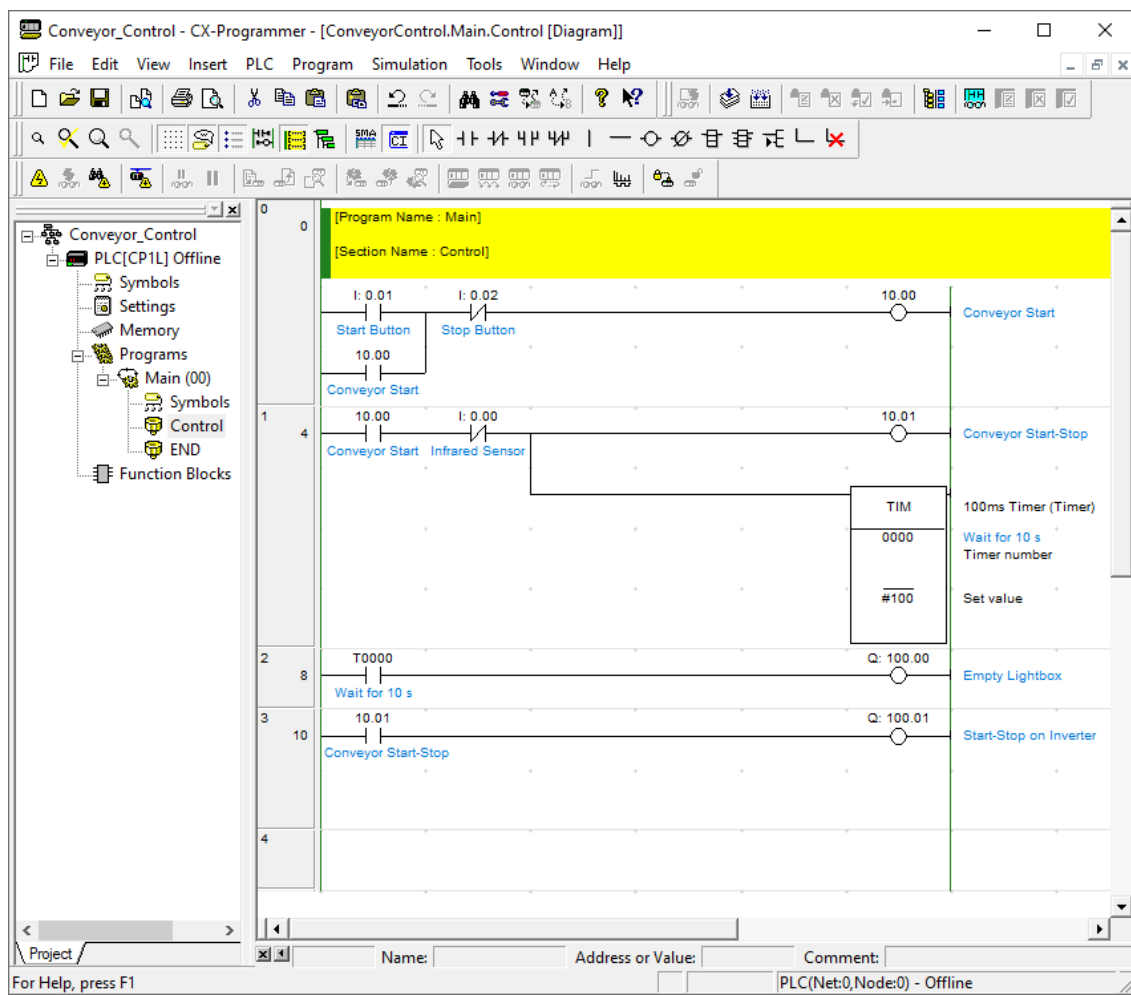 Conveyor_Control - CX-Programmer - [ConveyorControl.Main.Control [Diagram]]
File Edit View Insert PLC Program Simulation Tools Window Help
SMA
CI
Conveyor_Control
PLC[CP1L] Offline
Symbols
Settings
Memory
Programs
Main (00)
Symbols
Control
END
Function Blocks
Project
0
0
[Program Name : Main]
[Section Name : Control]
I: 0.01 I: 0.02 10.00
Conveyor Start
Start Button Stop Button
10.00
Conveyor Start
1
4
10.00 I: 0.00 10.01
Conveyor Start-Stop
Conveyor Start Infrared Sensor
TIM 100ms Timer (Timer)
0000 Wait for 10 s
Timer number
#100 Set value
2
8
T0000 Q: 100.00
Empty Lightbox
Wait for 10 s
3
10
10.01 Q: 100.01
Start-Stop on Inverter
Conveyor Start-Stop
4
Name: Address or Value: Comment:
For Help, press F1 PLC(Net:0,Node:0) - Offline